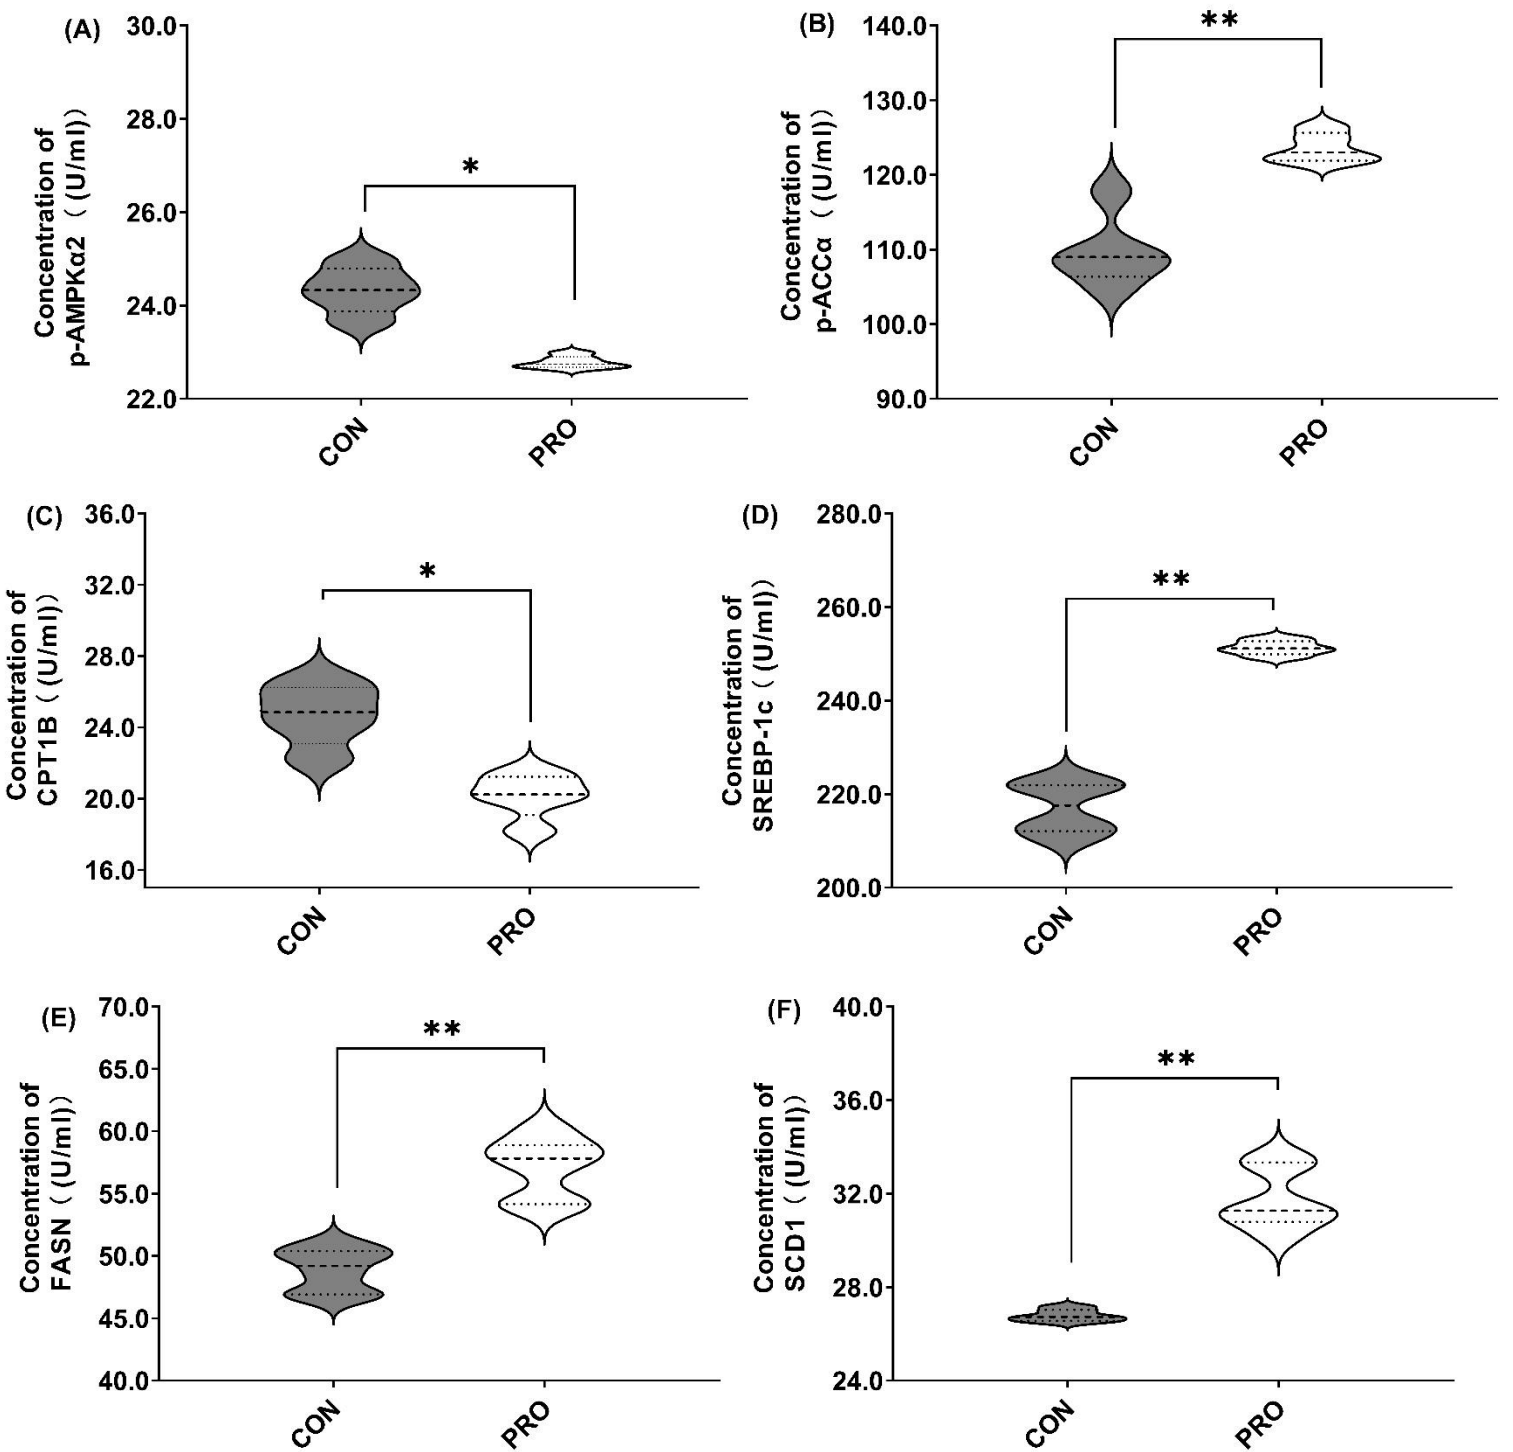 (A)
Concentration of
p-AMPKα2（(U/ml)）
30.0
28.0
26.0
24.0
22.0
*
CON
PRO
(B)
Concentration of
p-ACCα（(U/ml)）
140.0
130.0
120.0
110.0
100.0
90.0
**
CON
PRO
(C)
Concentration of
CPT1B（(U/ml)）
36.0
32.0
28.0
24.0
20.0
16.0
*
CON
PRO
(D)
Concentration of
SREBP-1c（(U/ml)）
280.0
260.0
240.0
220.0
200.0
**
CON
PRO
(E)
Concentration of
FASN（(U/ml)）
70.0
65.0
60.0
55.0
50.0
45.0
40.0
**
CON
PRO
(F)
Concentration of
SCD1（(U/ml)）
40.0
36.0
32.0
28.0
24.0
**
CON
PRO